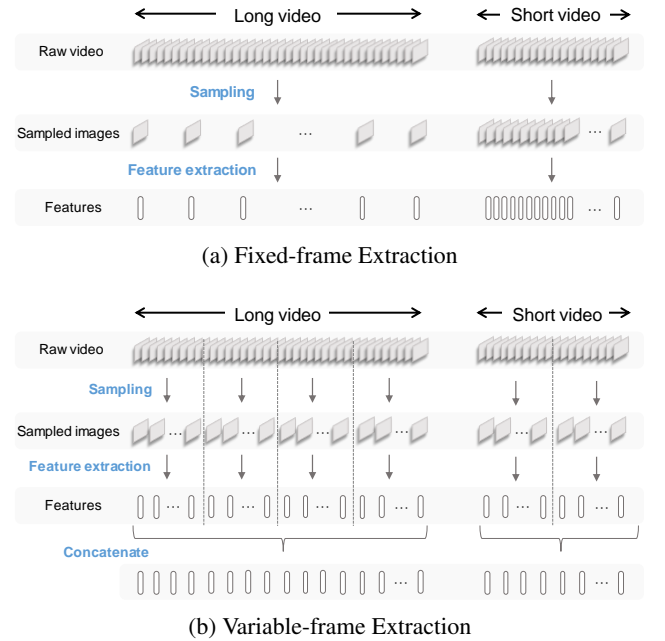 Long video
Short video
Raw video
Sampling
Sampled images
...
...
Feature extraction
Features
...
...
(a) Fixed-frame Extraction
Long video
Short video
Raw video
Sampling
Sampled images
... ... ... ... ... ...
Feature extraction
Features
... ... ... ... ... ...
Concatenate
... ...
(b) Variable-frame Extraction